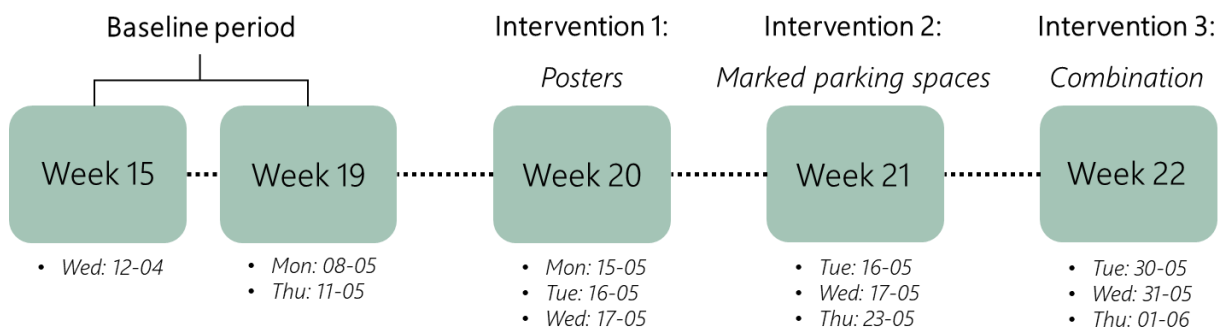 Baseline period
Intervention 1:
Intervention 2:
Intervention 3:
Posters
Marked parking spaces
Combination
Week 15
Week 19
Week 20
Week 21
Week 22
• Wed: 12-04
• Mon: 08-05
• Thu: 11-05
• Mon: 15-05
• Tue: 16-05
• Wed: 17-05
• Tue: 16-05
• Wed: 17-05
• Thu: 23-05
• Tue: 30-05
• Wed: 31-05
• Thu: 01-06